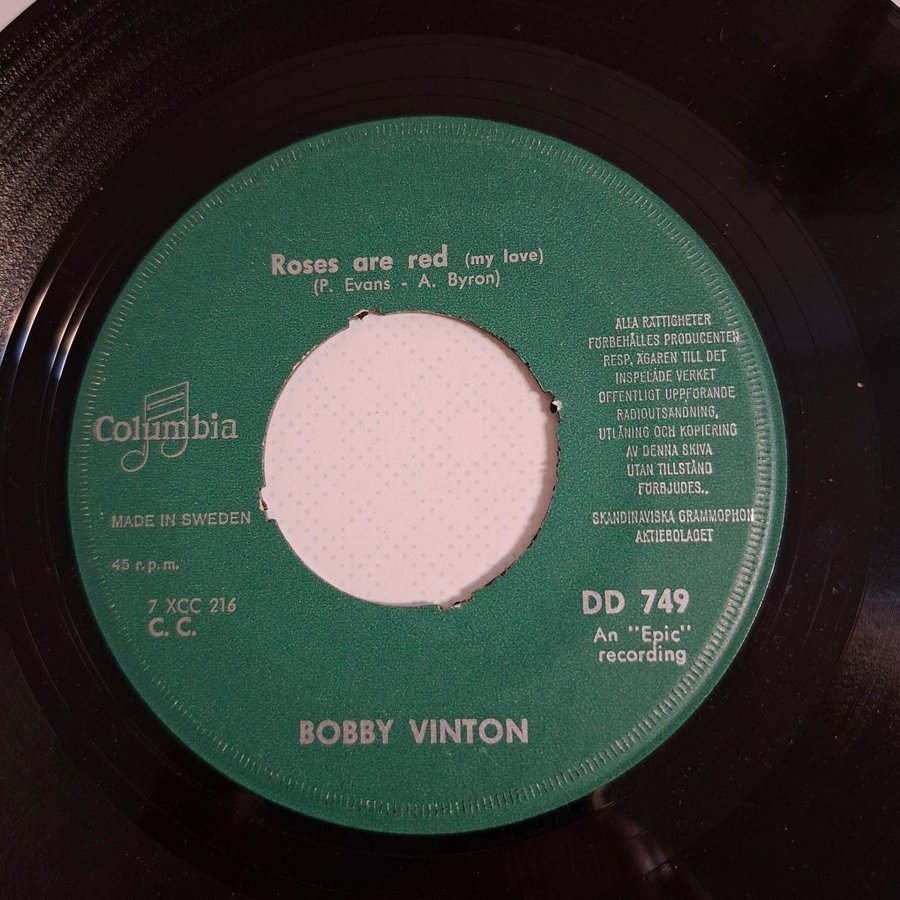 Roses are red (my love)
(P. Evans - A. Byron)
Columbia
MADE IN SWEDEN
45 r.p.m.
7 XCC 216
C. C.
ALLA RÄTTIGHETER
FÖRBEHÅLLES PRODUCENTEN
RESP. ÄGAREN TILL DET
INSPELADE VERKET
OFFENTLIGT UPPFÖRANDE
RADIOUTSÄNDNING,
UTLÅNING OCH KOPIERING
AV DENNA SKIVA
UTAN TILLSTÅND
FÖRBJUDES..
SKANDINAVISKA GRAMMOPHON
AKTIEBOLAGET
DD 749
An "Epic"
recording
BOBBY VINTON